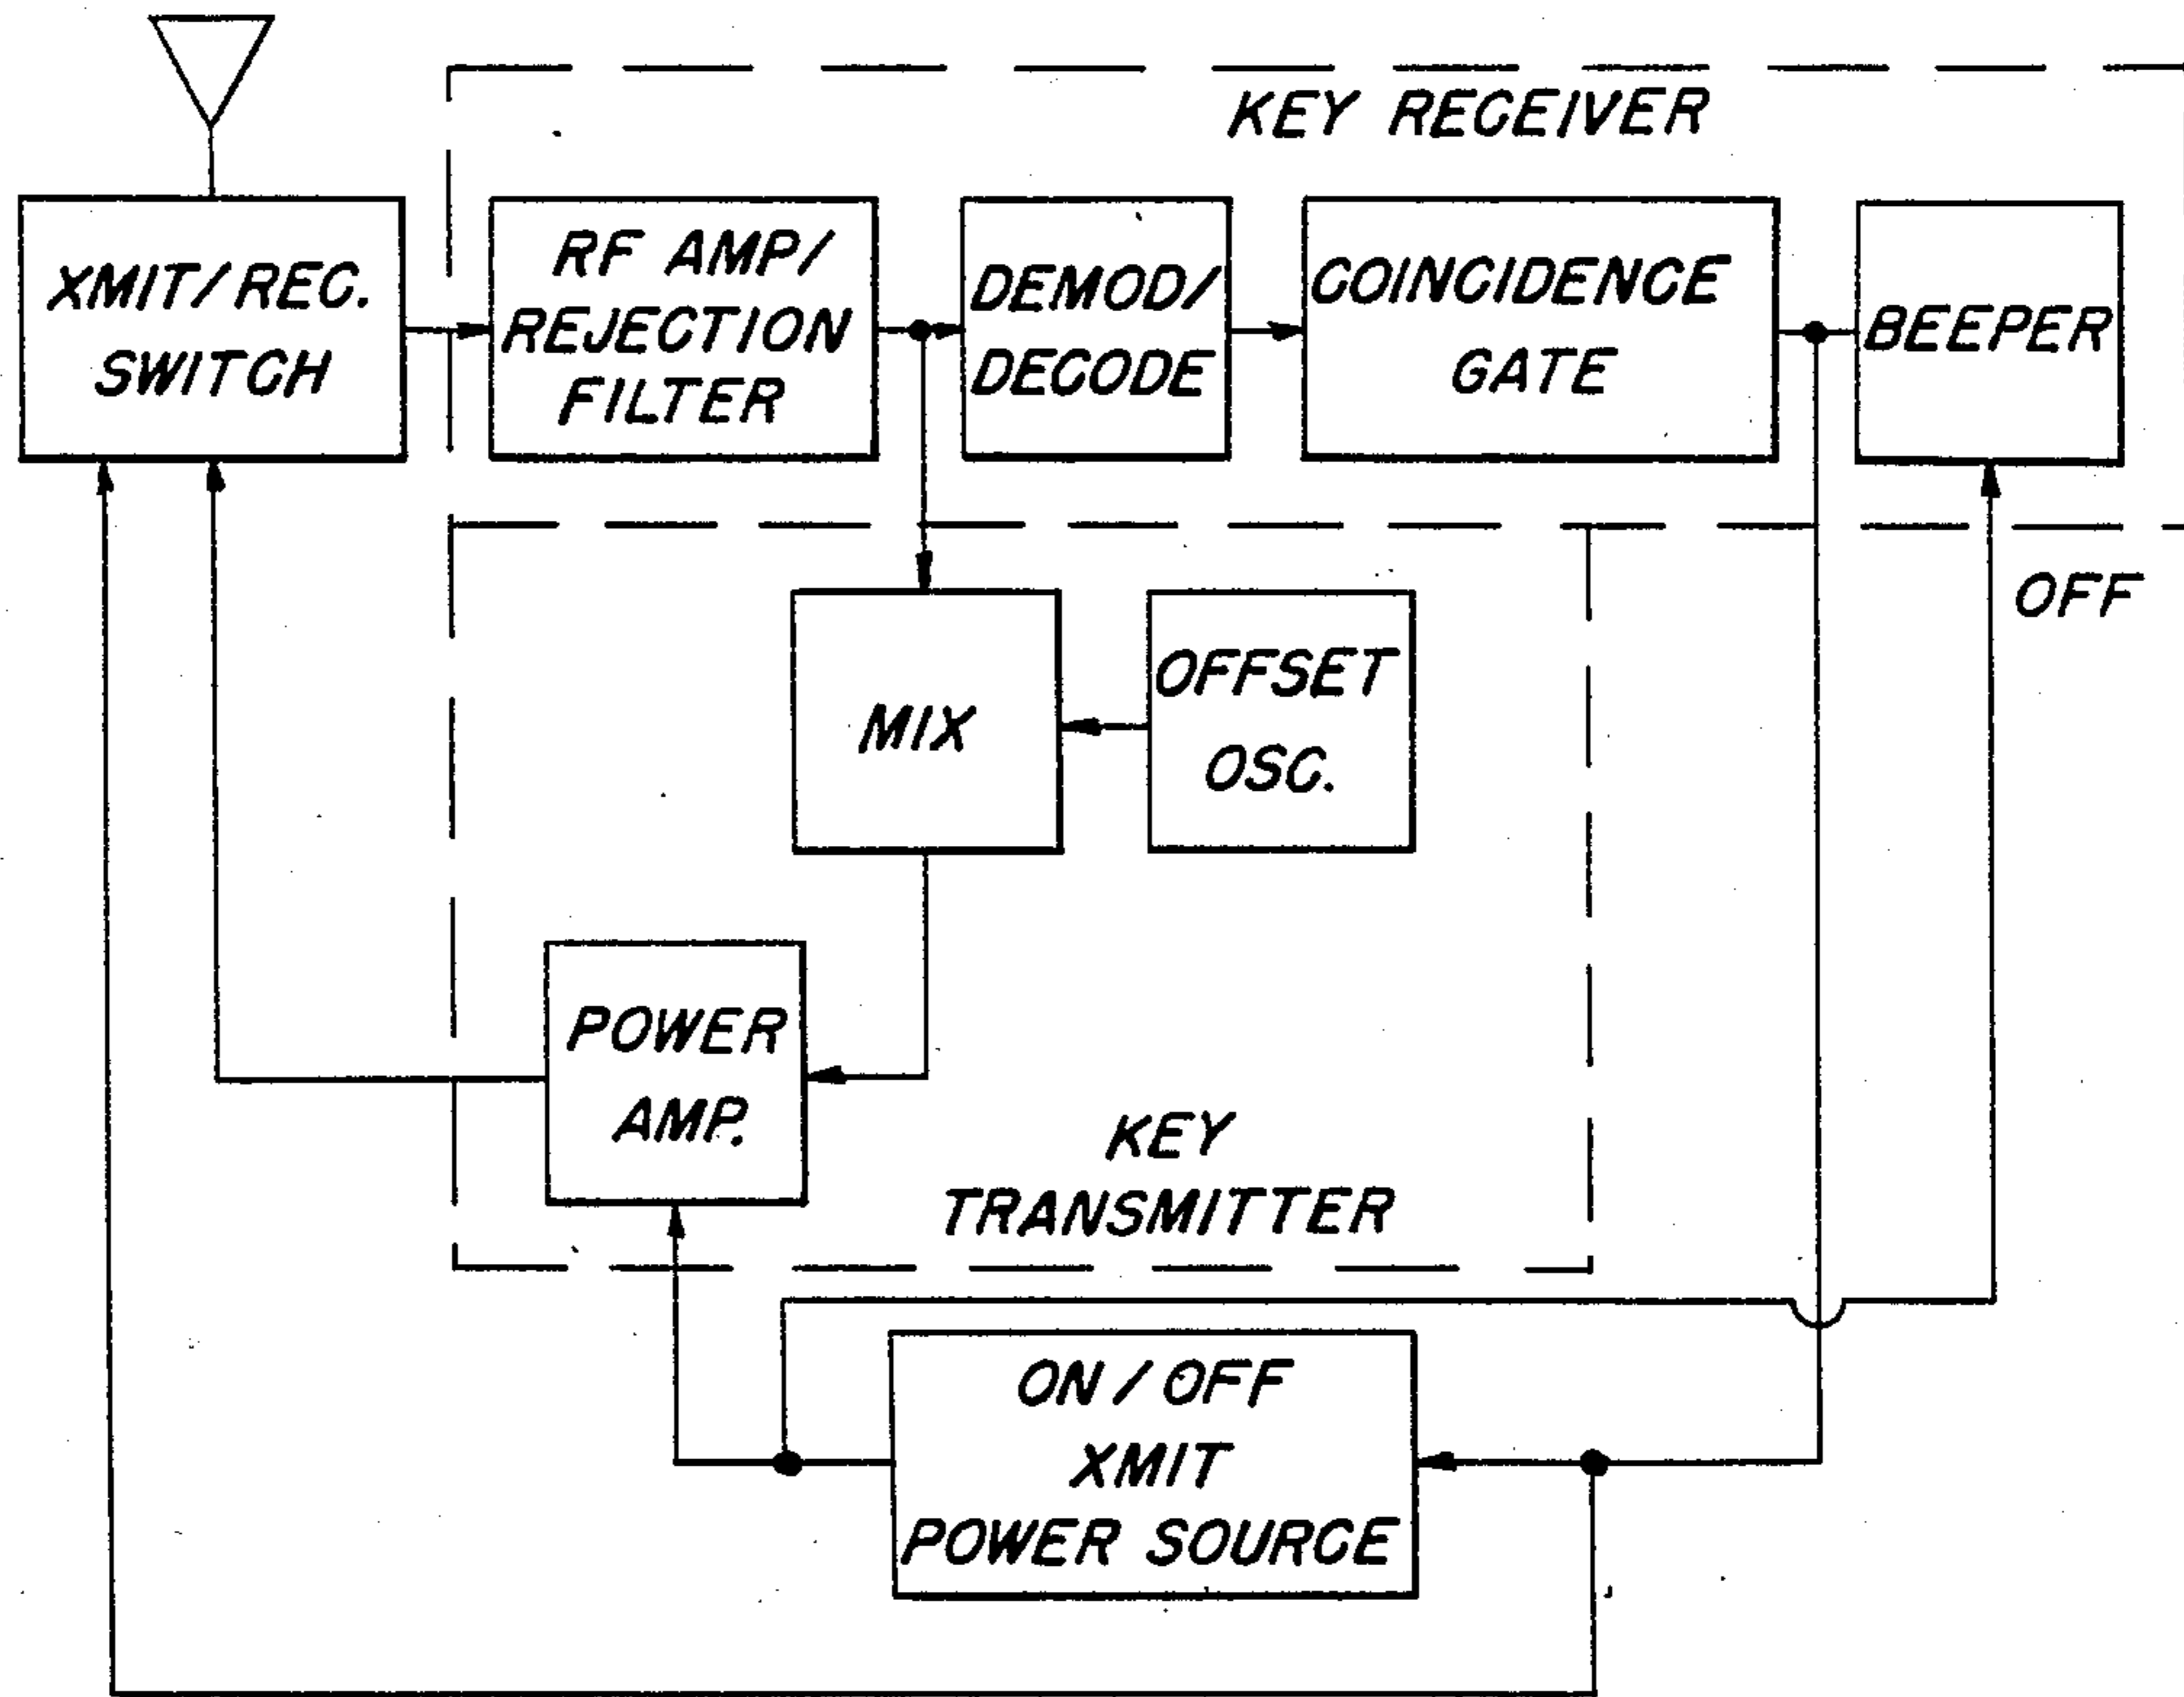 KEY RECEIVER
XMIT/REC.
SWITCH
RF AMP/
REJECTION
FILTER
DEMOD/
DECODE
COINCIDENCE
GATE
BEEPER
OFF
MIX
OFFSET
OSC.
POWER
AMP.
KEY
TRANSMITTER
ON/OFF
XMIT
POWER SOURCE